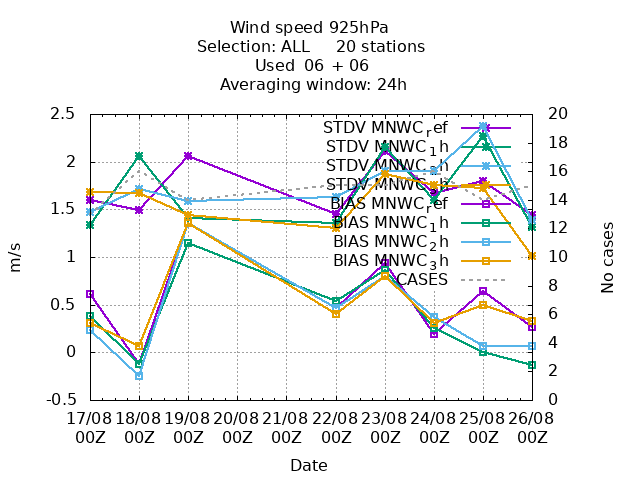 Wind speed 925hPa
Selection: ALL     20 stations
Used  06 + 06
Averaging window: 24h
STDV MNWC_ref
STDV MNWC_1h
STDV MNWC_2h
STDV MNWC_3h
BIAS MNWC_ref
BIAS MNWC_1h
BIAS MNWC_2h
BIAS MNWC_3h
CASES
m/s
2.5
2
1.5
1
0.5
0
-0.5
No cases
20
18
16
14
12
10
8
6
4
2
0
17/08 18/08 19/08 20/08 21/08 22/08 23/08 24/08 25/08 26/08
00Z 00Z 00Z 00Z 00Z 00Z 00Z 00Z 00Z 00Z
Date